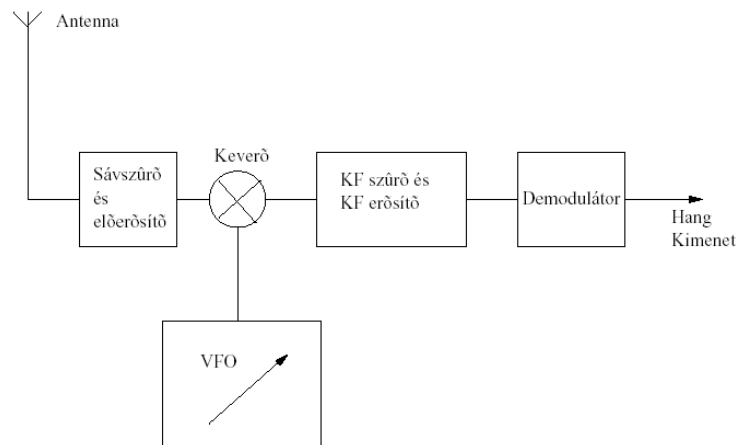 Antenna
Sávszûrõ
és
elõerõsítõ
Keverõ
KF szûrõ és
KF erõsítõ
Demodulátor
Hang
Kimenet
VFO